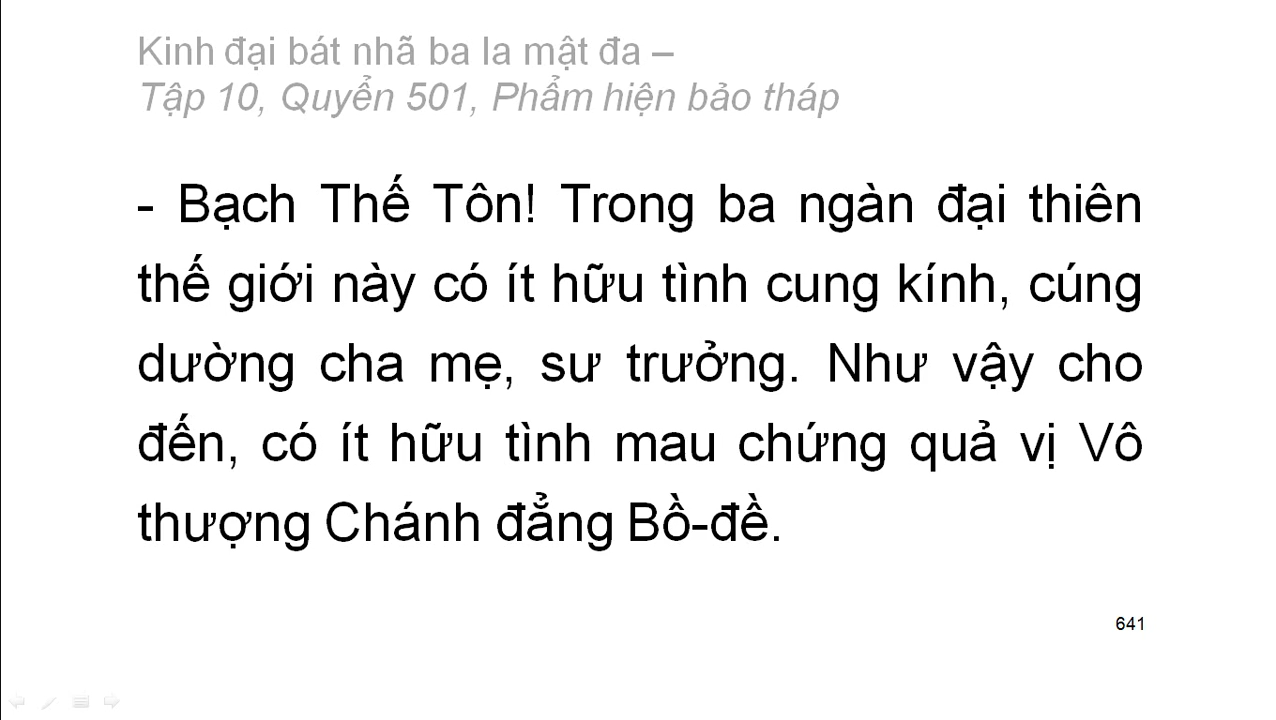 Kinh đại bát nhã ba la mật đa –
Tập 10, Quyển 501, Phẩm hiện bảo tháp
- Bạch Thế Tôn! Trong ba ngàn đại thiên
thế giới này có ít hữu tình cung kính, cúng
dường cha mẹ, sư trưởng. Như vậy cho
đến, có ít hữu tình mau chứng quả vị Vô
thượng Chánh đẳng Bồ-đề.
641